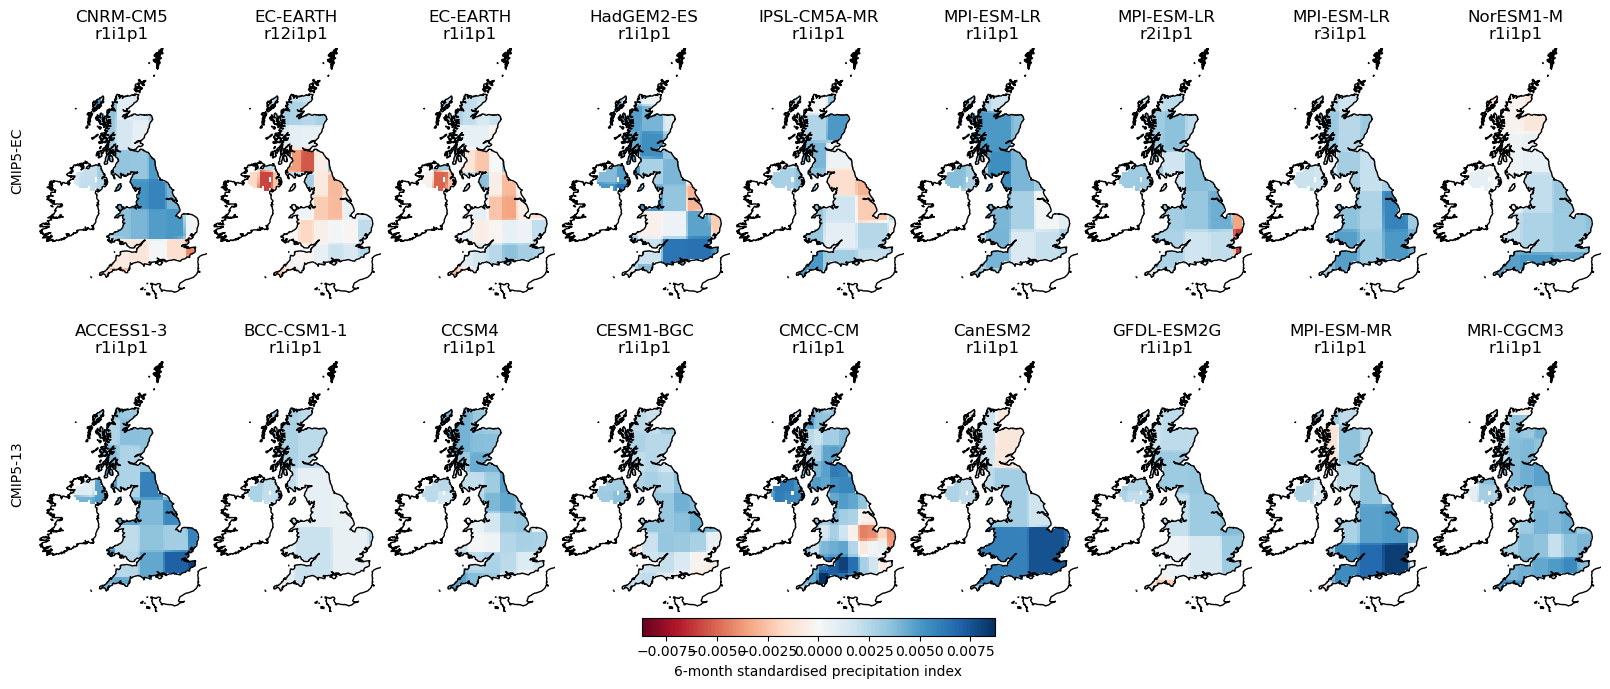 CNRM-CM5 EC-EARTH EC-EARTH HadGEM2-ES IPSL-CM5A-MR MPI-ESM-LR MPI-ESM-LR MPI-ESM-LR NorESM1-M
r1i1p1 r12i1p1 r1i1p1 r1i1p1 r1i1p1 r1i1p1 r2i1p1 r3i1p1 r1i1p1
CMIP5-EC
ACCESS1-3 BCC-CSM1-1 CCSM4 CESM1-BGC CMCC-CM CanESM2 GFDL-ESM2G MPI-ESM-MR MRI-CGCM3
r1i1p1 r1i1p1 r1i1p1 r1i1p1 r1i1p1 r1i1p1 r1i1p1 r1i1p1 r1i1p1
CMIP5-13
−0.0075 −0.0050 −0.0025 0.0000 0.0025 0.0050 0.0075
6-month standardised precipitation index